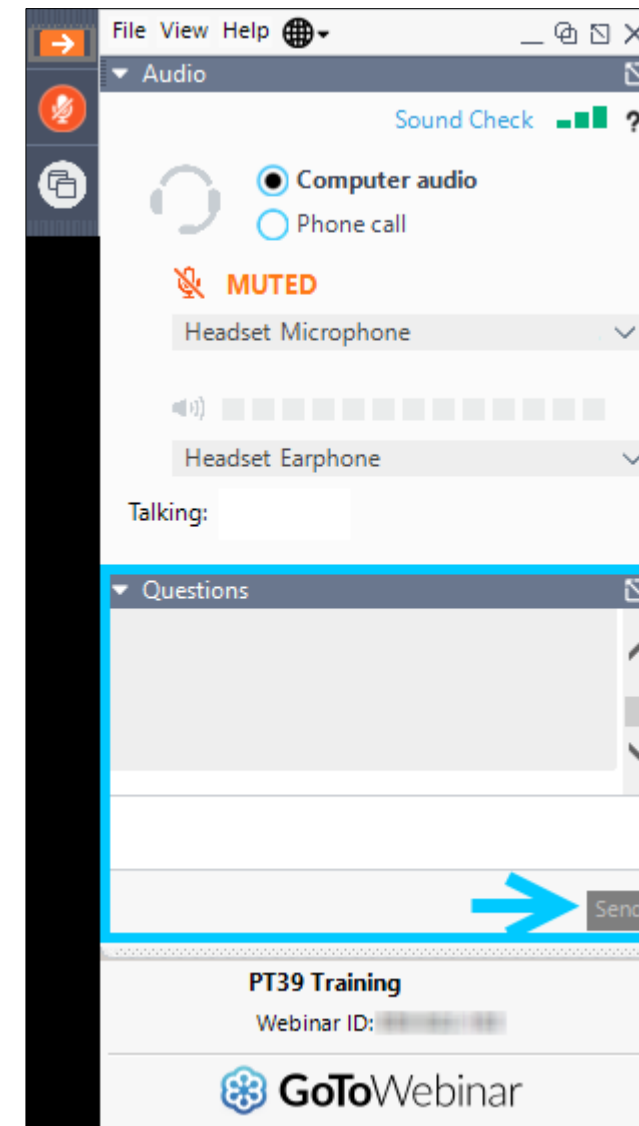 File View Help
Audio
Sound Check ?
Computer audio
Phone call
MUTED
Headset Microphone
Headset Earphone
Talking:
Questions
Send
PT39 Training
Webinar ID:
GoToWebinar